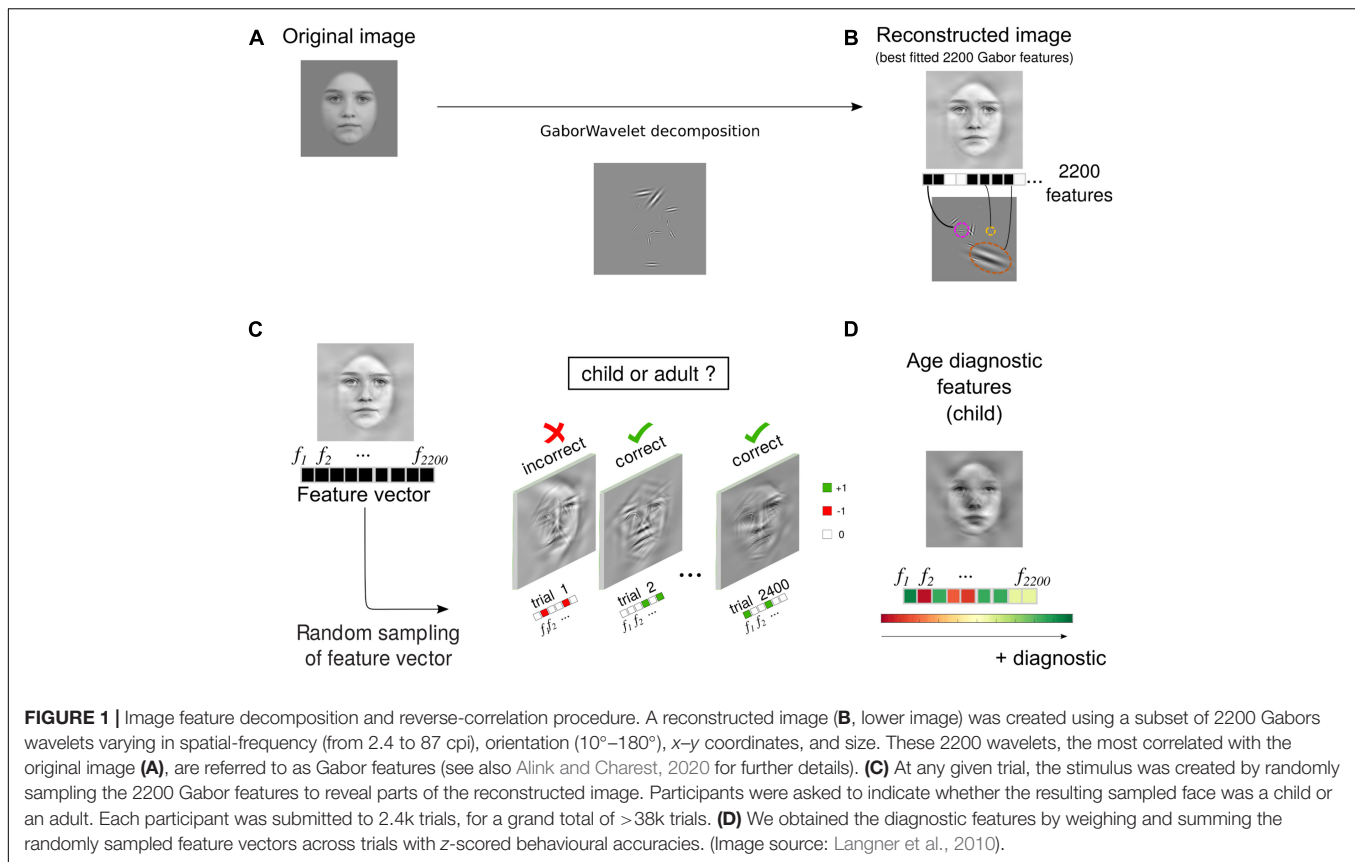 A Original image
B Reconstructed image
(best fitted 2200 Gabor features)
GaborWavelet decomposition
... 2200
features
C
f1 f2 ... f2200
Feature vector
Random sampling
of feature vector
child or adult ?
incorrect
correct
correct
+1
-1
0
...
trial 1
f1 f2 ...
trial 2
f1 f2 ...
trial 2400
f1 f2 ...
D
Age diagnostic
features
(child)
f1 f2 ... f2200
+ diagnostic
FIGURE 1 | Image feature decomposition and reverse-correlation procedure. A reconstructed image (B, lower image) was created using a subset of 2200 Gabors
wavelets varying in spatial-frequency (from 2.4 to 87 cpi), orientation (10°–180°), x–y coordinates, and size. These 2200 wavelets, the most correlated with the
original image (A), are referred to as Gabor features (see also Alink and Charest, 2020 for further details). (C) At any given trial, the stimulus was created by randomly
sampling the 2200 Gabor features to reveal parts of the reconstructed image. Participants were asked to indicate whether the resulting sampled face was a child or
an adult. Each participant was submitted to 2.4k trials, for a grand total of >38k trials. (D) We obtained the diagnostic features by weighing and summing the
randomly sampled feature vectors across trials with z-scored behavioural accuracies. (Image source: Langner et al., 2010).